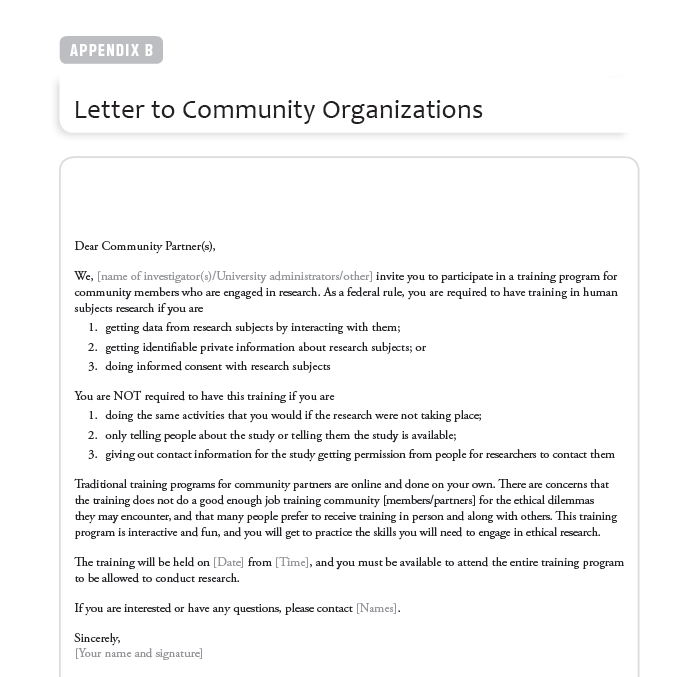 APPENDIX B
Letter to Community Organizations
Dear Community Partner(s),
We, [name of investigator(s)/University administrators/other] invite you to participate in a training program for
community members who are engaged in research. As a federal rule, you are required to have training in human
subjects research if you are
1. getting data from research subjects by interacting with them;
2. getting identifiable private information about research subjects; or
3. doing informed consent with research subjects
You are NOT required to have this training if you are
1. doing the same activities that you would if the research were not taking place;
2. only telling people about the study or telling them the study is available;
3. giving out contact information for the study getting permission from people for researchers to contact them
Traditional training programs for community partners are online and done on your own. There are concerns that
the training does not do a good enough job training community [members/partners] for the ethical dilemmas
they may encounter, and that many people prefer to receive training in person and along with others. This training
program is interactive and fun, and you will get to practice the skills you will need to engage in ethical research.
The training will be held on [Date] from [Time], and you must be available to attend the entire training program
to be allowed to conduct research.
If you are interested or have any questions, please contact [Names].
Sincerely,
[Your name and signature]